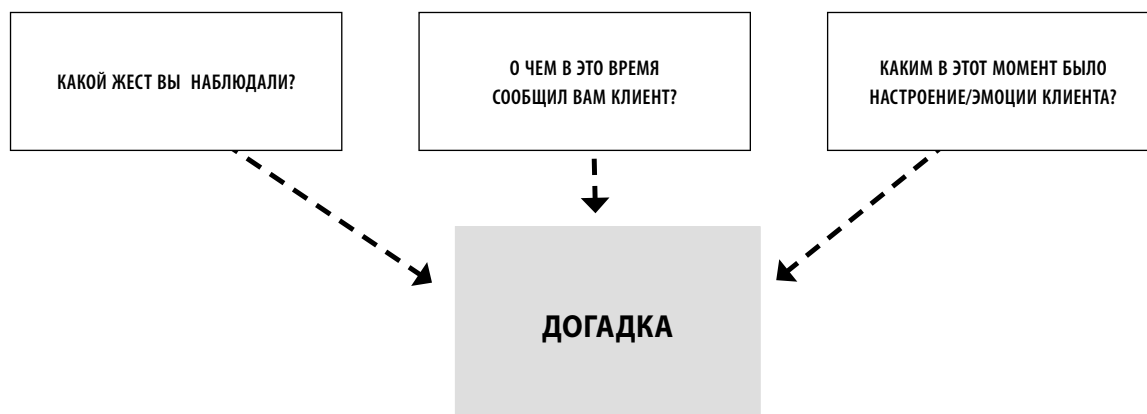 КАКОЙ ЖЕСТ ВЫ НАБЛЮДАЛИ?
О ЧЕМ В ЭТО ВРЕМЯ
СООБЩИЛ ВАМ КЛИЕНТ?
КАКИМ В ЭТОТ МОМЕНТ БЫЛО
НАСТРОЕНИЕ/ЭМОЦИИ КЛИЕНТА?
ДОГАДКА